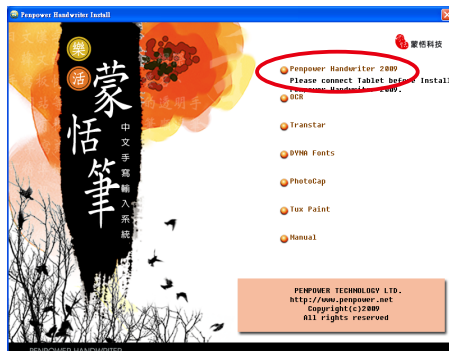 Penpower Handwriter Install
樂
活
蒙恬筆
中文手寫輸入系統
蒙恬科技
Penpower Handwriter 2009
Please connect Tablet before Install
Penpower Handwriter 2009.
OCR
Transtar
DYNA Fonts
PhotoCap
Tux Paint
Manual
PENPOWER TECHNOLOGY LTD.
http://www.penpower.net
Copyright(c)2009
All rights reserved
PENPOWER HANDWRITER